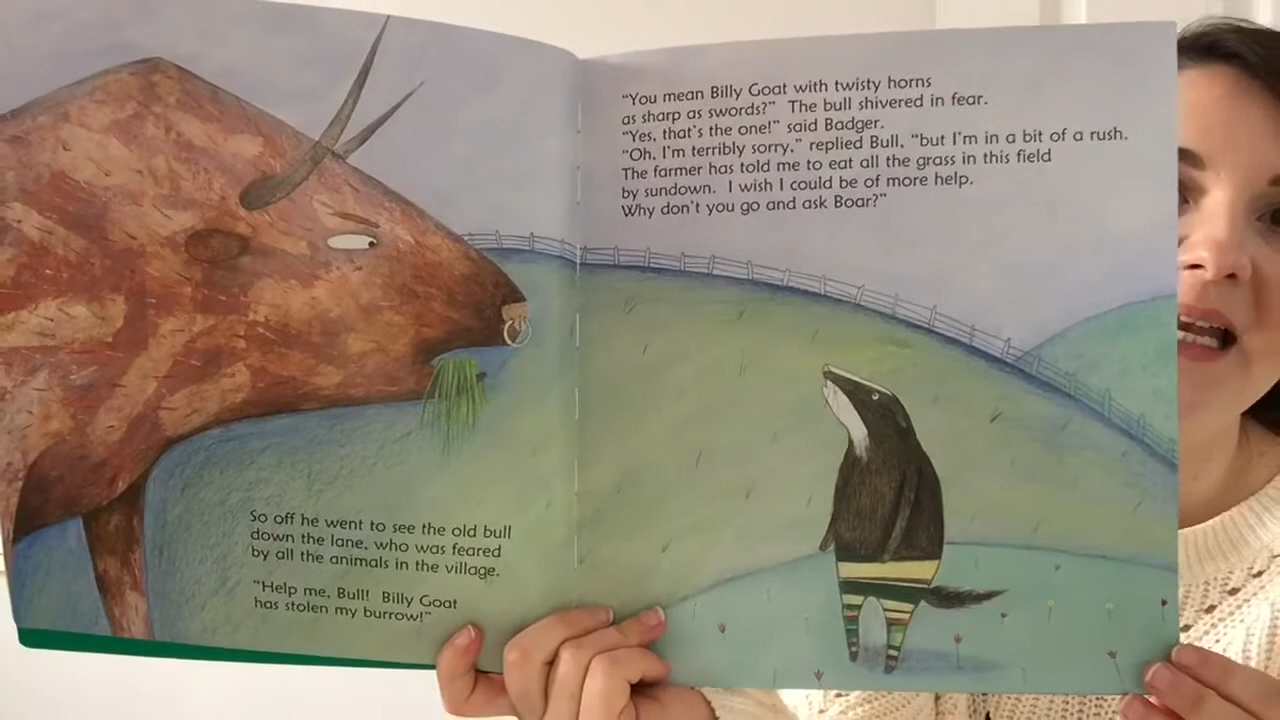 So off he went to see the old bull
down the lane, who was feared
by all the animals in the village.
"Help me, Bull!  Billy Goat
has stolen my burrow!"
"You mean Billy Goat with twisty horns
as sharp as swords?"  The bull shivered in fear.
"Yes, that's the one!" said Badger.
"Oh, I'm terribly sorry," replied Bull, "but I'm in a bit of a rush.
The farmer has told me to eat all the grass in this field
by sundown.  I wish I could be of more help.
Why don't you go and ask Boar?"